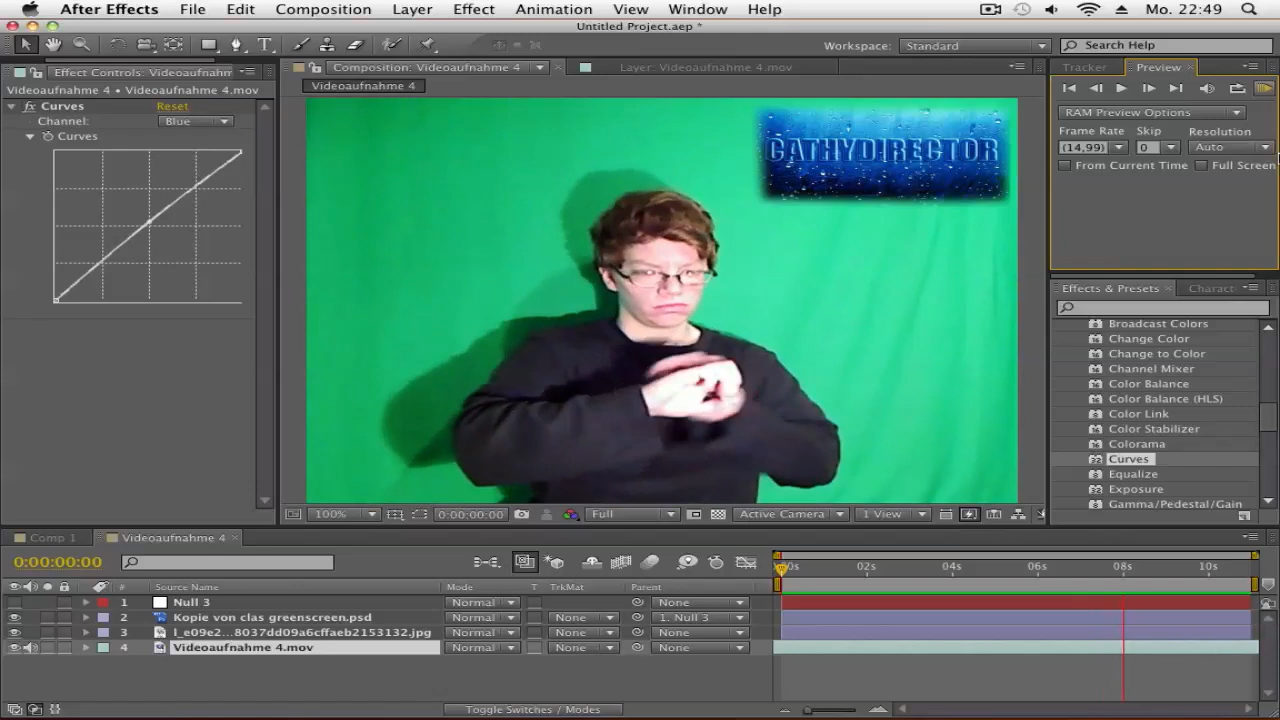 After Effects File Edit Composition Layer Effect Animation View Window Help Mo. 22:49
Untitled Project.aep *
Workspace: Standard Search Help
Effect Controls: Videoaufnahm Composition: Videoaufnahme 4 Layer: Videoaufnahme 4.mov Tracker Preview
Videoaufnahme 4 • Videoaufnahme 4.mov Videoaufnahme 4
fx Curves Reset
Channel: Blue
Curves
RAM Preview Options
Frame Rate Skip Resolution
(14,99) 0 Auto
From Current Time Full Screen
CATHYDIRECTOR
Effects & Presets Charact
Broadcast Colors
Change Color
Change to Color
Channel Mixer
Color Balance
Color Balance (HLS)
Color Link
Color Stabilizer
Colorama
Curves
Equalize
Exposure
Gamma/Pedestal/Gain
100% 0:00:00:00 Full Active Camera 1 View
Comp 1 Videoaufnahme 4
0:00:00:00
02s 04s 06s 08s 10s
# Source Name Mode T TrkMat Parent
1 Null 3 Normal None
2 Kopie von clas greenscreen.psd Normal None 1. Null 3
3 l_e09e2...8037dd09a6cffaeb2153132.jpg Normal None None
4 Videoaufnahme 4.mov Normal None None
Toggle Switches / Modes